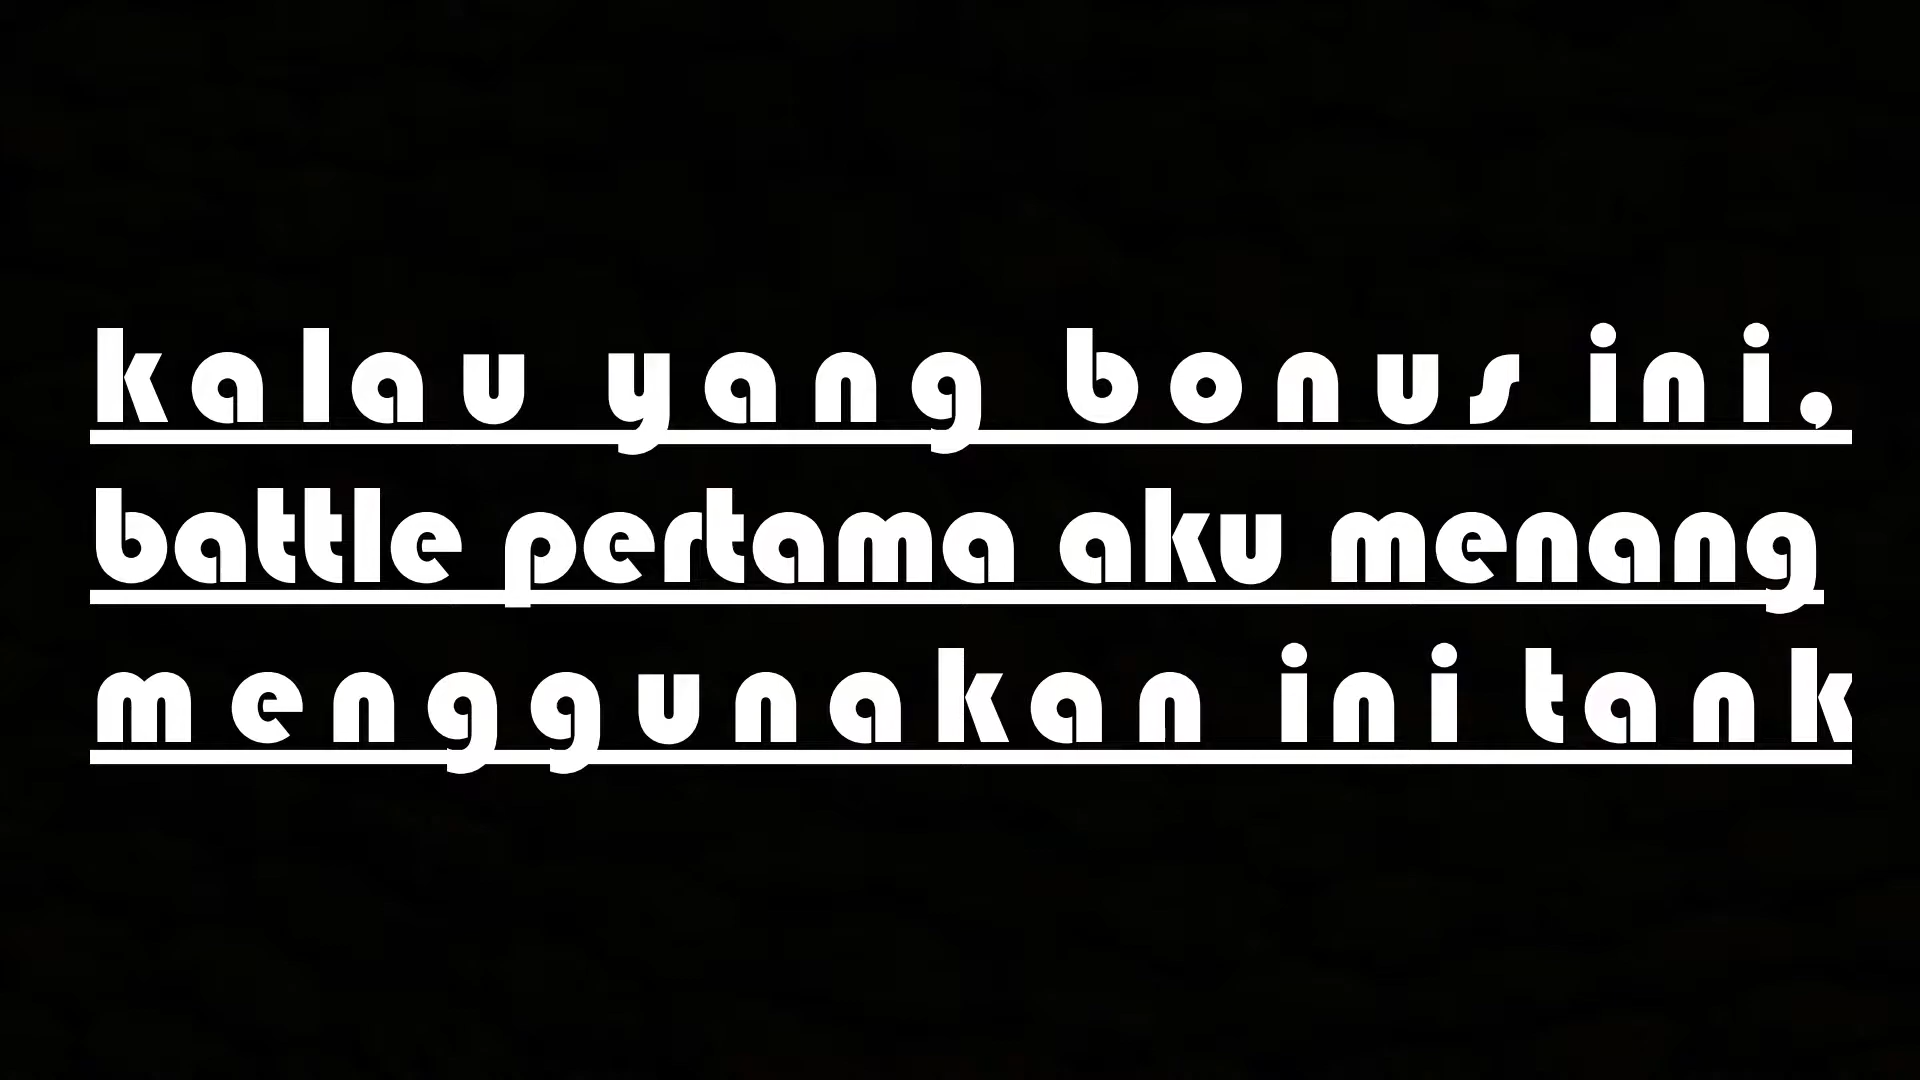 kalau yang bonus ini,
battle pertama aku menang
menggunakan ini tank